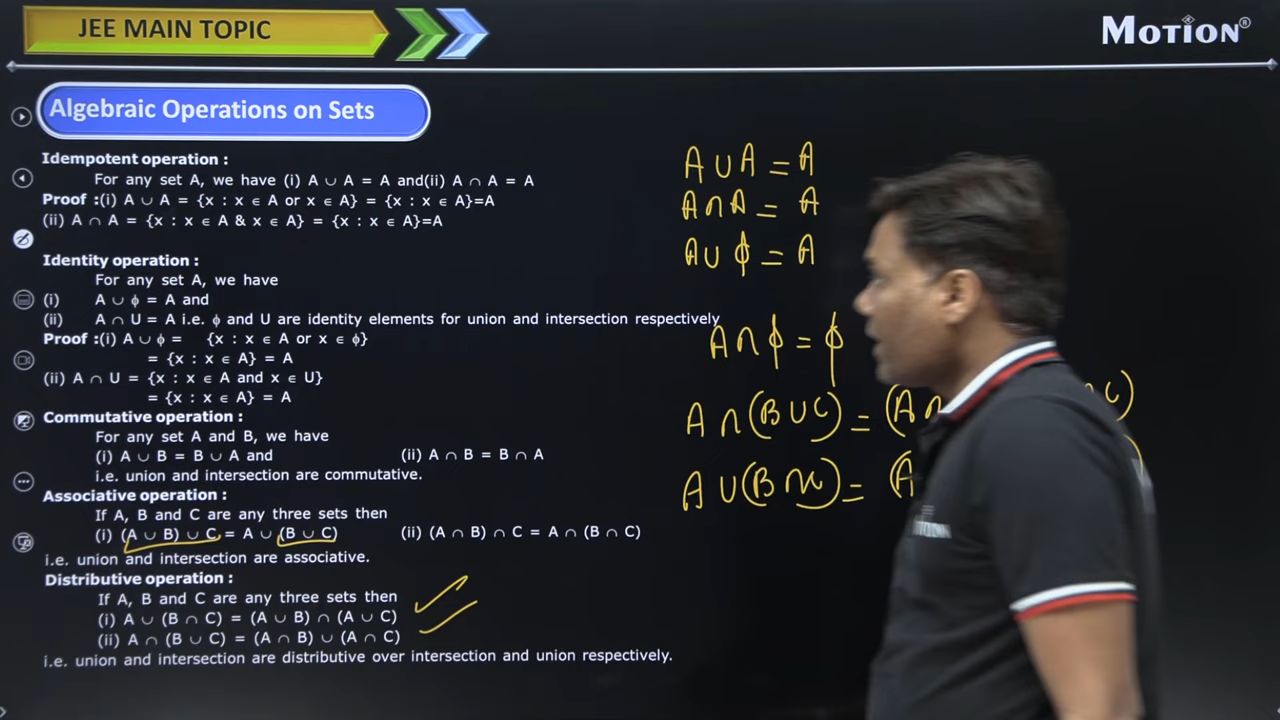 JEE MAIN TOPIC
MOTION®
Algebraic Operations on Sets
Idempotent operation :
For any set A, we have (i) A ∪ A = A and(ii) A ∩ A = A
Proof :(i) A ∪ A = {x : x ∈ A or x ∈ A} = {x : x ∈ A}=A
(ii) A ∩ A = {x : x ∈ A & x ∈ A} = {x : x ∈ A}=A
Identity operation :
For any set A, we have
(i) A ∪ ϕ = A and
(ii) A ∩ U = A i.e. ϕ and U are identity elements for union and intersection respectively
Proof :(i) A ∪ ϕ = {x : x ∈ A or x ∈ ϕ}
= {x : x ∈ A} = A
(ii) A ∩ U = {x : x ∈ A and x ∈ U}
= {x : x ∈ A} = A
Commutative operation :
For any set A and B, we have
(i) A ∪ B = B ∪ A and (ii) A ∩ B = B ∩ A
i.e. union and intersection are commutative.
Associative operation :
If A, B and C are any three sets then
(i) (A ∪ B) ∪ C = A ∪ (B ∪ C) (ii) (A ∩ B) ∩ C = A ∩ (B ∩ C)
i.e. union and intersection are associative.
Distributive operation :
If A, B and C are any three sets then
(i) A ∪ (B ∩ C) = (A ∪ B) ∩ (A ∪ C)
(ii) A ∩ (B ∪ C) = (A ∩ B) ∪ (A ∩ C)
i.e. union and intersection are distributive over intersection and union respectively.
A ∪ A = A
A ∩ A = A
A ∪ ϕ = A
A ∩ ϕ = ϕ
A ∩ (B ∪ C) = (A ∩ C)
A ∪ (B ∩ C) = (A )
MOTION